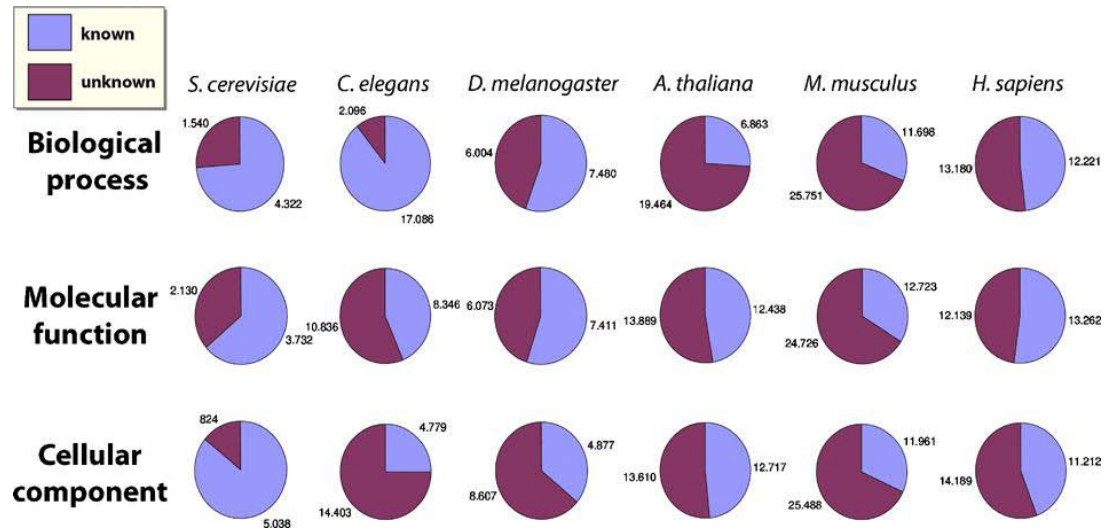 known
unknown
S. cerevisiae C. elegans D. melanogaster A. thaliana M. musculus H. sapiens
Biological
process
1.540 4.322 2.096 17.086 6.004 7.480 6.863 19.464 11.698 25.751 13.180 12.221
Molecular
function
2.130 3.732 10.836 8.346 6.073 7.411 13.889 12.438 12.723 24.726 12.139 13.262
Cellular
component
824 5.038 4.779 14.403 4.877 8.607 13.610 12.717 11.961 25.488 14.189 11.212